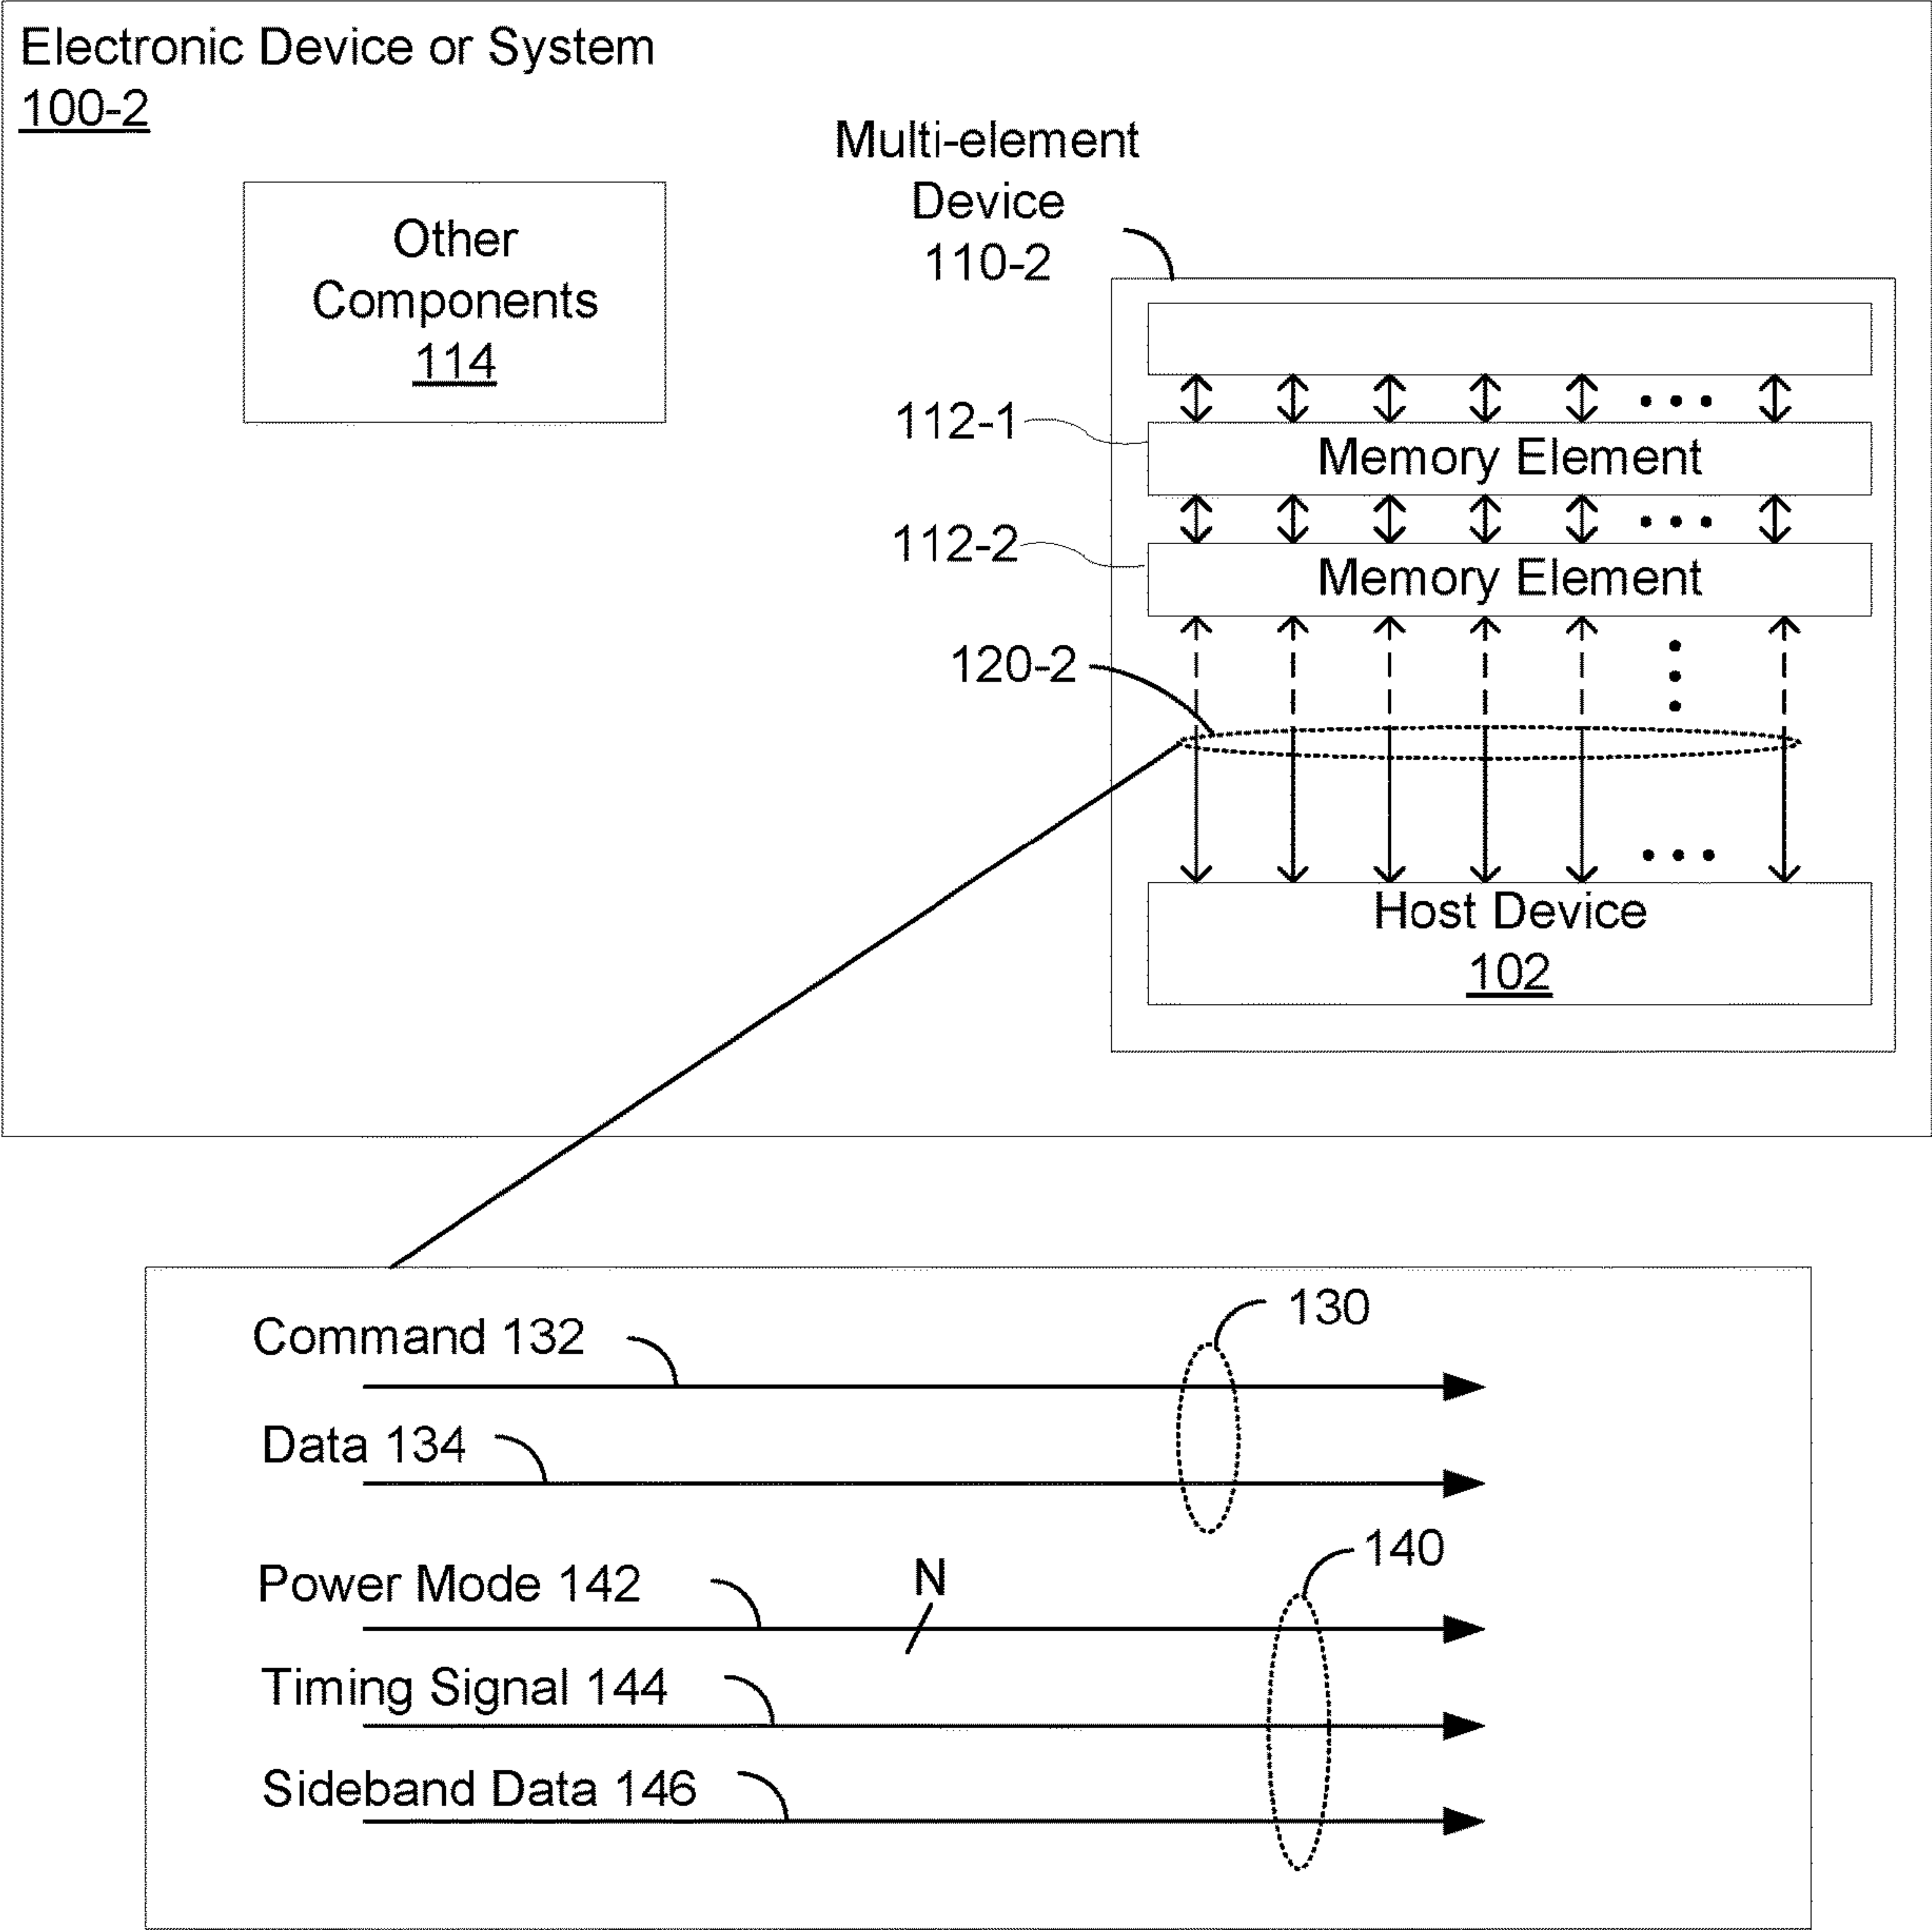 Electronic Device or System
100-2
Multi-element
Device
110-2
Other
Components
114
112-1
Memory Element
112-2
Memory Element
120-2
Host Device
102
Command 132
130
Data 134
Power Mode 142
N
140
Timing Signal 144
Sideband Data 146